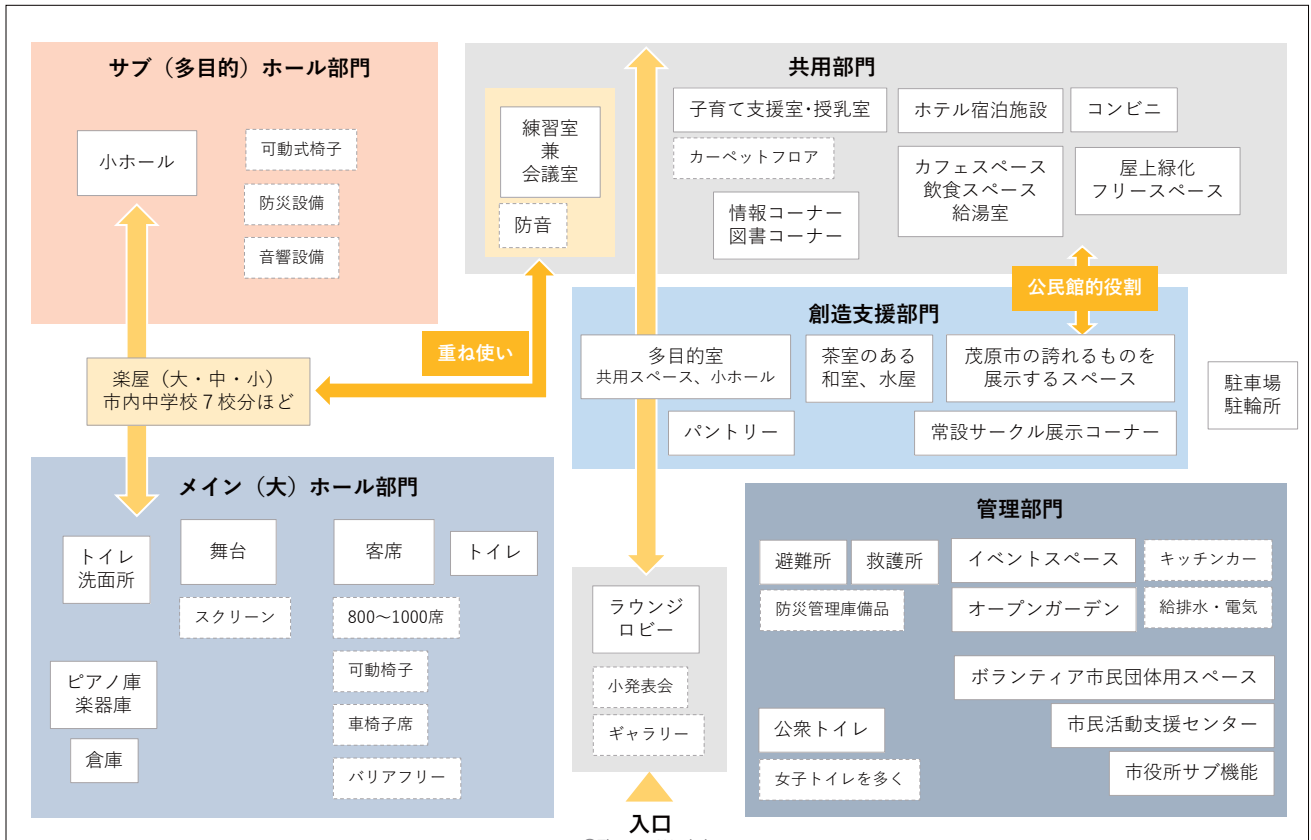 サブ（多目的）ホール部門
小ホール
可動式椅子
防災設備
音響設備
共用部門
練習室
兼
会議室
防音
子育て支援室・授乳室
カーペットフロア
情報コーナー
図書コーナー
ホテル宿泊施設
コンビニ
カフェスペース
飲食スペース
給湯室
屋上緑化
フリースペース
公民館的役割
重ね使い
楽屋（大・中・小）
市内中学校７校分ほど
創造支援部門
多目的室
共用スペース、小ホール
茶室のある
和室、水屋
茂原市の誇れるものを
展示するスペース
パントリー
常設サークル展示コーナー
駐車場
駐輪所
メイン（大）ホール部門
トイレ
洗面所
舞台
スクリーン
客席
トイレ
800〜1000席
可動椅子
車椅子席
バリアフリー
ピアノ庫
楽器庫
倉庫
ラウンジ
ロビー
小発表会
ギャラリー
入口
管理部門
避難所
救護所
防災管理庫備品
イベントスペース
キッチンカー
オープンガーデン
給排水・電気
ボランティア市民団体用スペース
公衆トイレ
女子トイレを多く
市民活動支援センター
市役所サブ機能